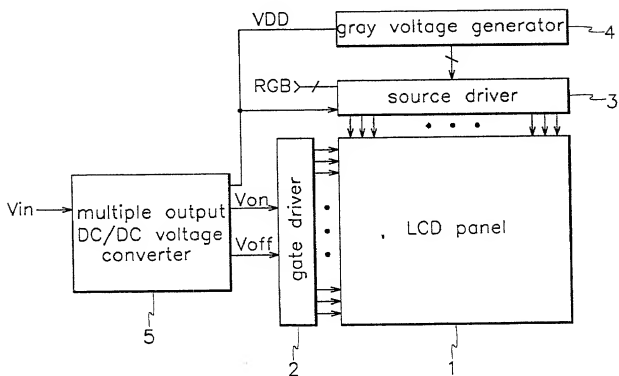 VDD
gray voltage generator
4
RGB
source driver
3
Vin
multiple output
DC/DC voltage
converter
Von
Voff
gate driver
LCD panel
5
2
1